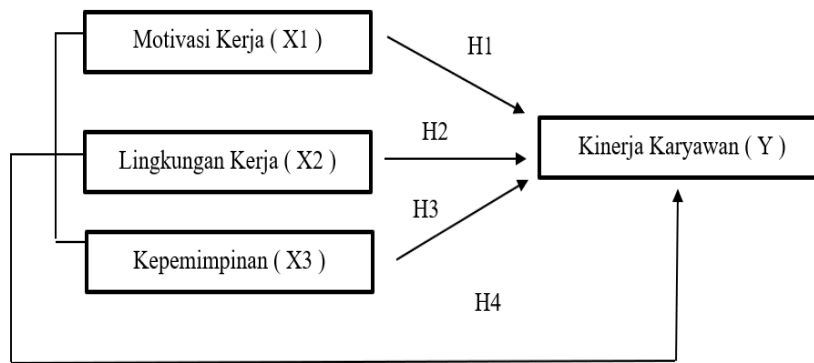 Motivasi Kerja ( X1 )
H1
H2
Kinerja Karyawan ( Y )
Lingkungan Kerja ( X2 )
H3
Kepemimpinan ( X3 )
H4